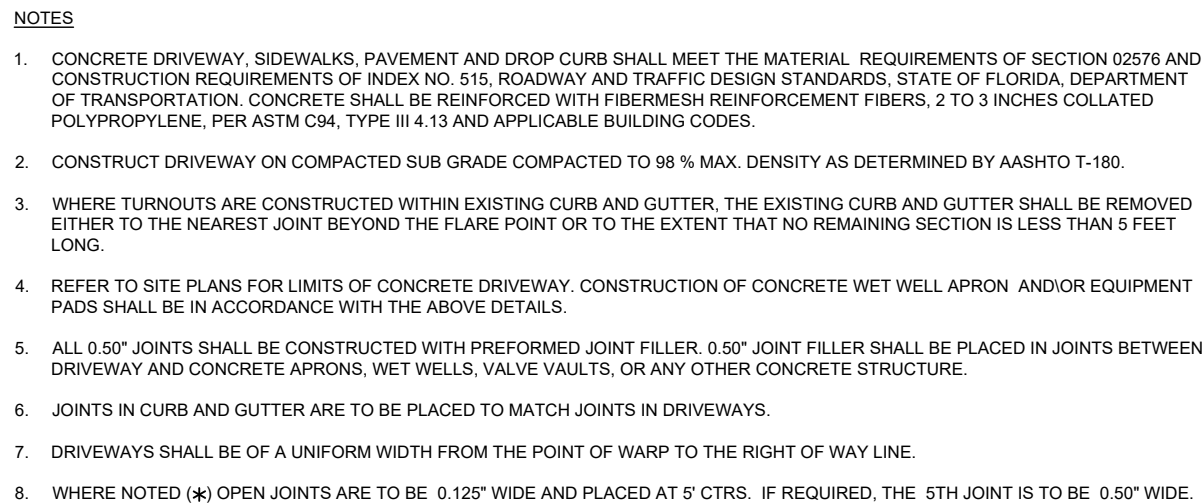 NOTES
1. CONCRETE DRIVEWAY, SIDEWALKS, PAVEMENT AND DROP CURB SHALL MEET THE MATERIAL REQUIREMENTS OF SECTION 02576 AND
CONSTRUCTION REQUIREMENTS OF INDEX NO. 515, ROADWAY AND TRAFFIC DESIGN STANDARDS, STATE OF FLORIDA, DEPARTMENT
OF TRANSPORTATION. CONCRETE SHALL BE REINFORCED WITH FIBERMESH REINFORCEMENT FIBERS, 2 TO 3 INCHES COLLATED
POLYPROPYLENE, PER ASTM C94, TYPE III 4.13 AND APPLICABLE BUILDING CODES.
2. CONSTRUCT DRIVEWAY ON COMPACTED SUB GRADE COMPACTED TO 98 % MAX. DENSITY AS DETERMINED BY AASHTO T-180.
3. WHERE TURNOUTS ARE CONSTRUCTED WITHIN EXISTING CURB AND GUTTER, THE EXISTING CURB AND GUTTER SHALL BE REMOVED
EITHER TO THE NEAREST JOINT BEYOND THE FLARE POINT OR TO THE EXTENT THAT NO REMAINING SECTION IS LESS THAN 5 FEET
LONG.
4. REFER TO SITE PLANS FOR LIMITS OF CONCRETE DRIVEWAY. CONSTRUCTION OF CONCRETE WET WELL APRON AND\OR EQUIPMENT
PADS SHALL BE IN ACCORDANCE WITH THE ABOVE DETAILS.
5. ALL 0.50" JOINTS SHALL BE CONSTRUCTED WITH PREFORMED JOINT FILLER. 0.50" JOINT FILLER SHALL BE PLACED IN JOINTS BETWEEN
DRIVEWAY AND CONCRETE APRONS, WET WELLS, VALVE VAULTS, OR ANY OTHER CONCRETE STRUCTURE.
6. JOINTS IN CURB AND GUTTER ARE TO BE PLACED TO MATCH JOINTS IN DRIVEWAYS.
7. DRIVEWAYS SHALL BE OF A UNIFORM WIDTH FROM THE POINT OF WARP TO THE RIGHT OF WAY LINE.
8. WHERE NOTED (*) OPEN JOINTS ARE TO BE 0.125" WIDE AND PLACED AT 5' CTRS. IF REQUIRED, THE 5TH JOINT IS TO BE 0.50" WIDE.